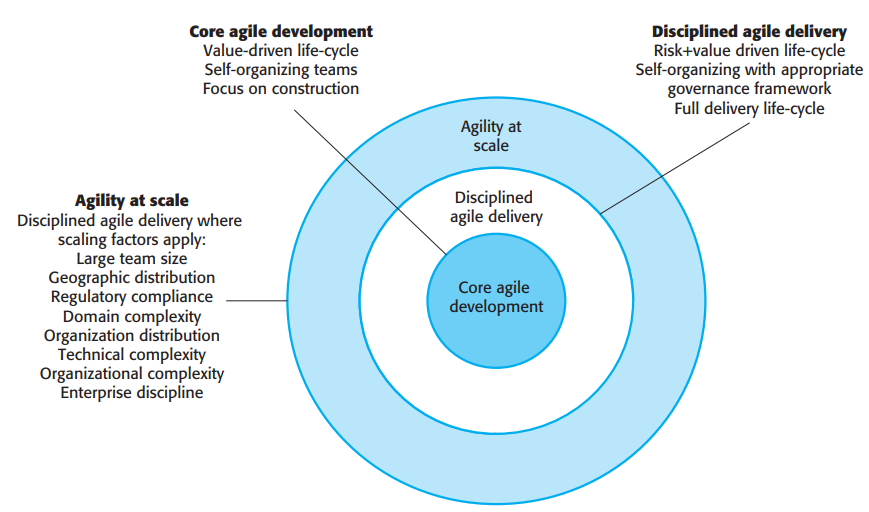 Core agile development
Value-driven life-cycle
Self-organizing teams
Focus on construction
Disciplined agile delivery
Risk+value driven life-cycle
Self-organizing with appropriate
governance framework
Full delivery life-cycle
Agility at scale
Disciplined agile delivery where
scaling factors apply:
Large team size
Geographic distribution
Regulatory compliance
Domain complexity
Organization distribution
Technical complexity
Organizational complexity
Enterprise discipline
Agility at
scale
Disciplined
agile delivery
Core agile
development